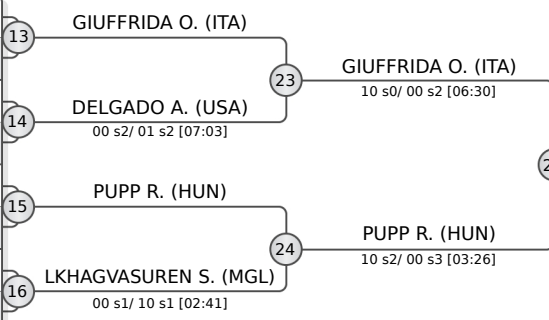 GIUFFRIDA O. (ITA)
13
23
GIUFFRIDA O. (ITA)
10 s0/ 00 s2 [06:30]
DELGADO A. (USA)
14
00 s2/ 01 s2 [07:03]
PUPP R. (HUN)
15
24
PUPP R. (HUN)
10 s2/ 00 s3 [03:26]
LKHAGVASUREN S. (MGL)
16
00 s1/ 10 s1 [02:41]